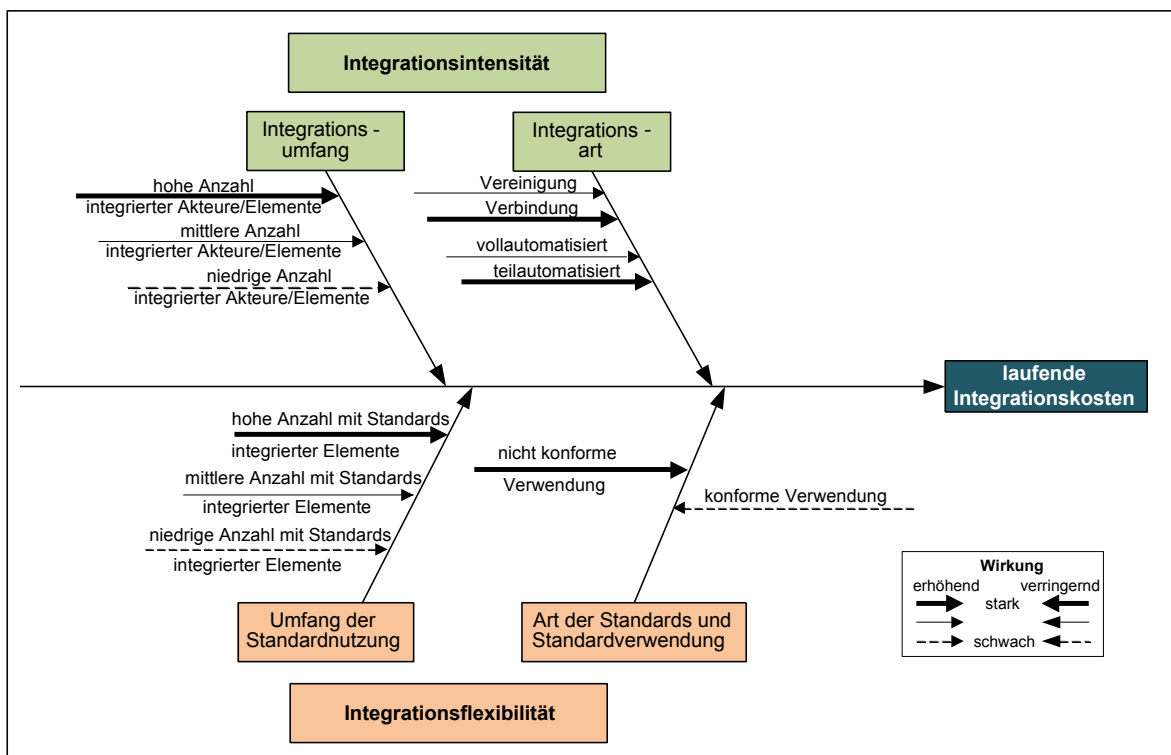 Integrationsintensität
Integrations -
umfang
Integrations -
art
hohe Anzahl
integrierter Akteure/Elemente
mittlere Anzahl
integrierter Akteure/Elemente
niedrige Anzahl
integrierter Akteure/Elemente
Vereinigung
Verbindung
vollautomatisiert
teilautomatisiert
laufende
Integrationskosten
hohe Anzahl mit Standards
integrierter Elemente
mittlere Anzahl mit Standards
integrierter Elemente
niedrige Anzahl mit Standards
integrierter Elemente
nicht konforme
Verwendung
konforme Verwendung
Wirkung
erhöhend
verringernd
stark
schwach
Umfang der
Standardnutzung
Art der Standards und
Standardverwendung
Integrationsflexibilität